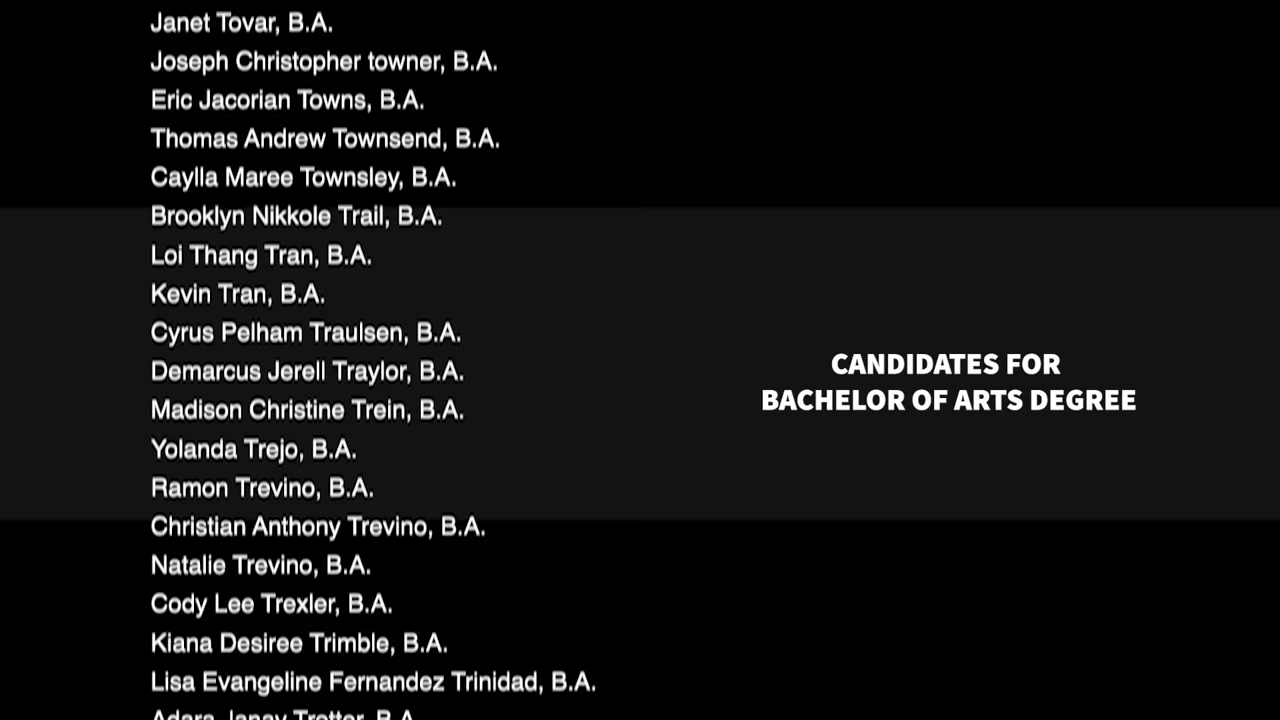 Janet Tovar, B.A.
Joseph Christopher towner, B.A.
Eric Jacorian Towns, B.A.
Thomas Andrew Townsend, B.A.
Caylla Maree Townsley, B.A.
Brooklyn Nikkole Trail, B.A.
Loi Thang Tran, B.A.
Kevin Tran, B.A.
Cyrus Pelham Traulsen, B.A.
Demarcus Jerell Traylor, B.A.
Madison Christine Trein, B.A.
Yolanda Trejo, B.A.
Ramon Trevino, B.A.
Christian Anthony Trevino, B.A.
Natalie Trevino, B.A.
Cody Lee Trexler, B.A.
Kiana Desiree Trimble, B.A.
Lisa Evangeline Fernandez Trinidad, B.A.
CANDIDATES FOR
BACHELOR OF ARTS DEGREE